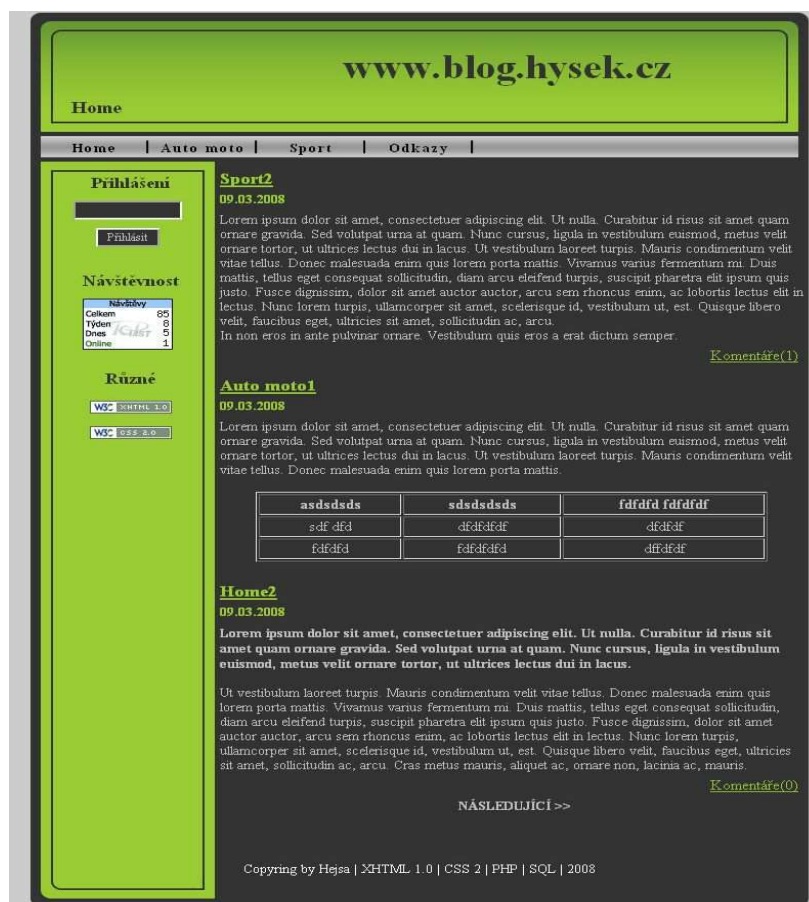 www.blog.hysek.cz
Home
Home | Auto moto | Sport | Odkazy |
Přihlášení
Přihlásit
Návštěvnost
Návštěvy
Celkem 85
Týden 8
Dnes 5
Online 1
Různé
W3C XHTML 1.0
W3C CSS 2.0
Sport2
09.03.2008
Lorem ipsum dolor sit amet, consectetuer adipiscing elit. Ut nulla. Curabitur id risus sit amet quam
ornare gravida. Sed volutpat urna at quam. Nunc cursus, ligula in vestibulum euismod, metus velit
ornare tortor, ut ultrices lectus dui in lacus. Ut vestibulum laoreet turpis. Mauris condimentum velit
vitae tellus. Donec malesuada enim quis lorem porta mattis. Vivamus varius fermentum mi. Duis
mattis, tellus eget consequat sollicitudin, diam arcu eleifend turpis, suscipit pharetra elit ipsum quis
justo. Fusce dignissim, dolor sit amet auctor auctor, arcu sem rhoncus enim, ac lobortis lectus elit in
lectus. Nunc lorem turpis, ullamcorper sit amet, scelerisque id, vestibulum ut, est. Quisque libero
velit, faucibus eget, ultricies sit amet, sollicitudin ac, arcu.
In non eros in ante pulvinar ornare. Vestibulum quis eros a erat dictum semper.
Komentáře(1)
Auto moto1
09.03.2008
Lorem ipsum dolor sit amet, consectetuer adipiscing elit. Ut nulla. Curabitur id risus sit amet quam
ornare gravida. Sed volutpat urna at quam. Nunc cursus, ligula in vestibulum euismod, metus velit
ornare tortor, ut ultrices lectus dui in lacus. Ut vestibulum laoreet turpis. Mauris condimentum velit
vitae tellus. Donec malesuada enim quis lorem porta mattis.
asdsdsds sdsdsdsds fdfdfd fdfdfdf
sdf dfd dfdfdfdf dfdfdf
fdfdfd fdfdfdfd dffdfdf
Home2
09.03.2008
Lorem ipsum dolor sit amet, consectetuer adipiscing elit. Ut nulla. Curabitur id risus sit
amet quam ornare gravida. Sed volutpat urna at quam. Nunc cursus, ligula in vestibulum
euismod, metus velit ornare tortor, ut ultrices lectus dui in lacus.
Ut vestibulum laoreet turpis. Mauris condimentum velit vitae tellus. Donec malesuada enim quis
lorem porta mattis. Vivamus varius fermentum mi. Duis mattis, tellus eget consequat sollicitudin,
diam arcu eleifend turpis, suscipit pharetra elit ipsum quis justo. Fusce dignissim, dolor sit amet
auctor auctor, arcu sem rhoncus enim, ac lobortis lectus elit in lectus. Nunc lorem turpis,
ullamcorper sit amet, scelerisque id, vestibulum ut, est. Quisque libero velit, faucibus eget, ultricies
sit amet, sollicitudin ac, arcu. Cras metus mauris, aliquet ac, ornare non, lacinia ac, mauris.
Komentáře(0)
NÁSLEDUJÍCÍ >>
Copyring by Hejsa | XHTML 1.0 | CSS 2 | PHP | SQL | 2008